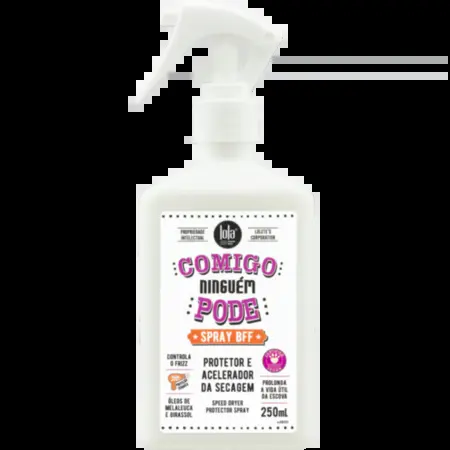 PROPRIEDADE
INTELECTUAL
lola
LOLITE'S
CORPORATION
COMIGO
NINGUÉM
PODE
SPRAY BFF
CONTROLA
O FRIZZ
PROTETOR E
ACELERADOR
DA SECAGEM
ÓLEOS DE
MELALEUCA
E GIRASSOL
SPEED DRYER
PROTECTOR SPRAY
PROLONGA
A VIDA ÚTIL
DA ESCOVA
250mL